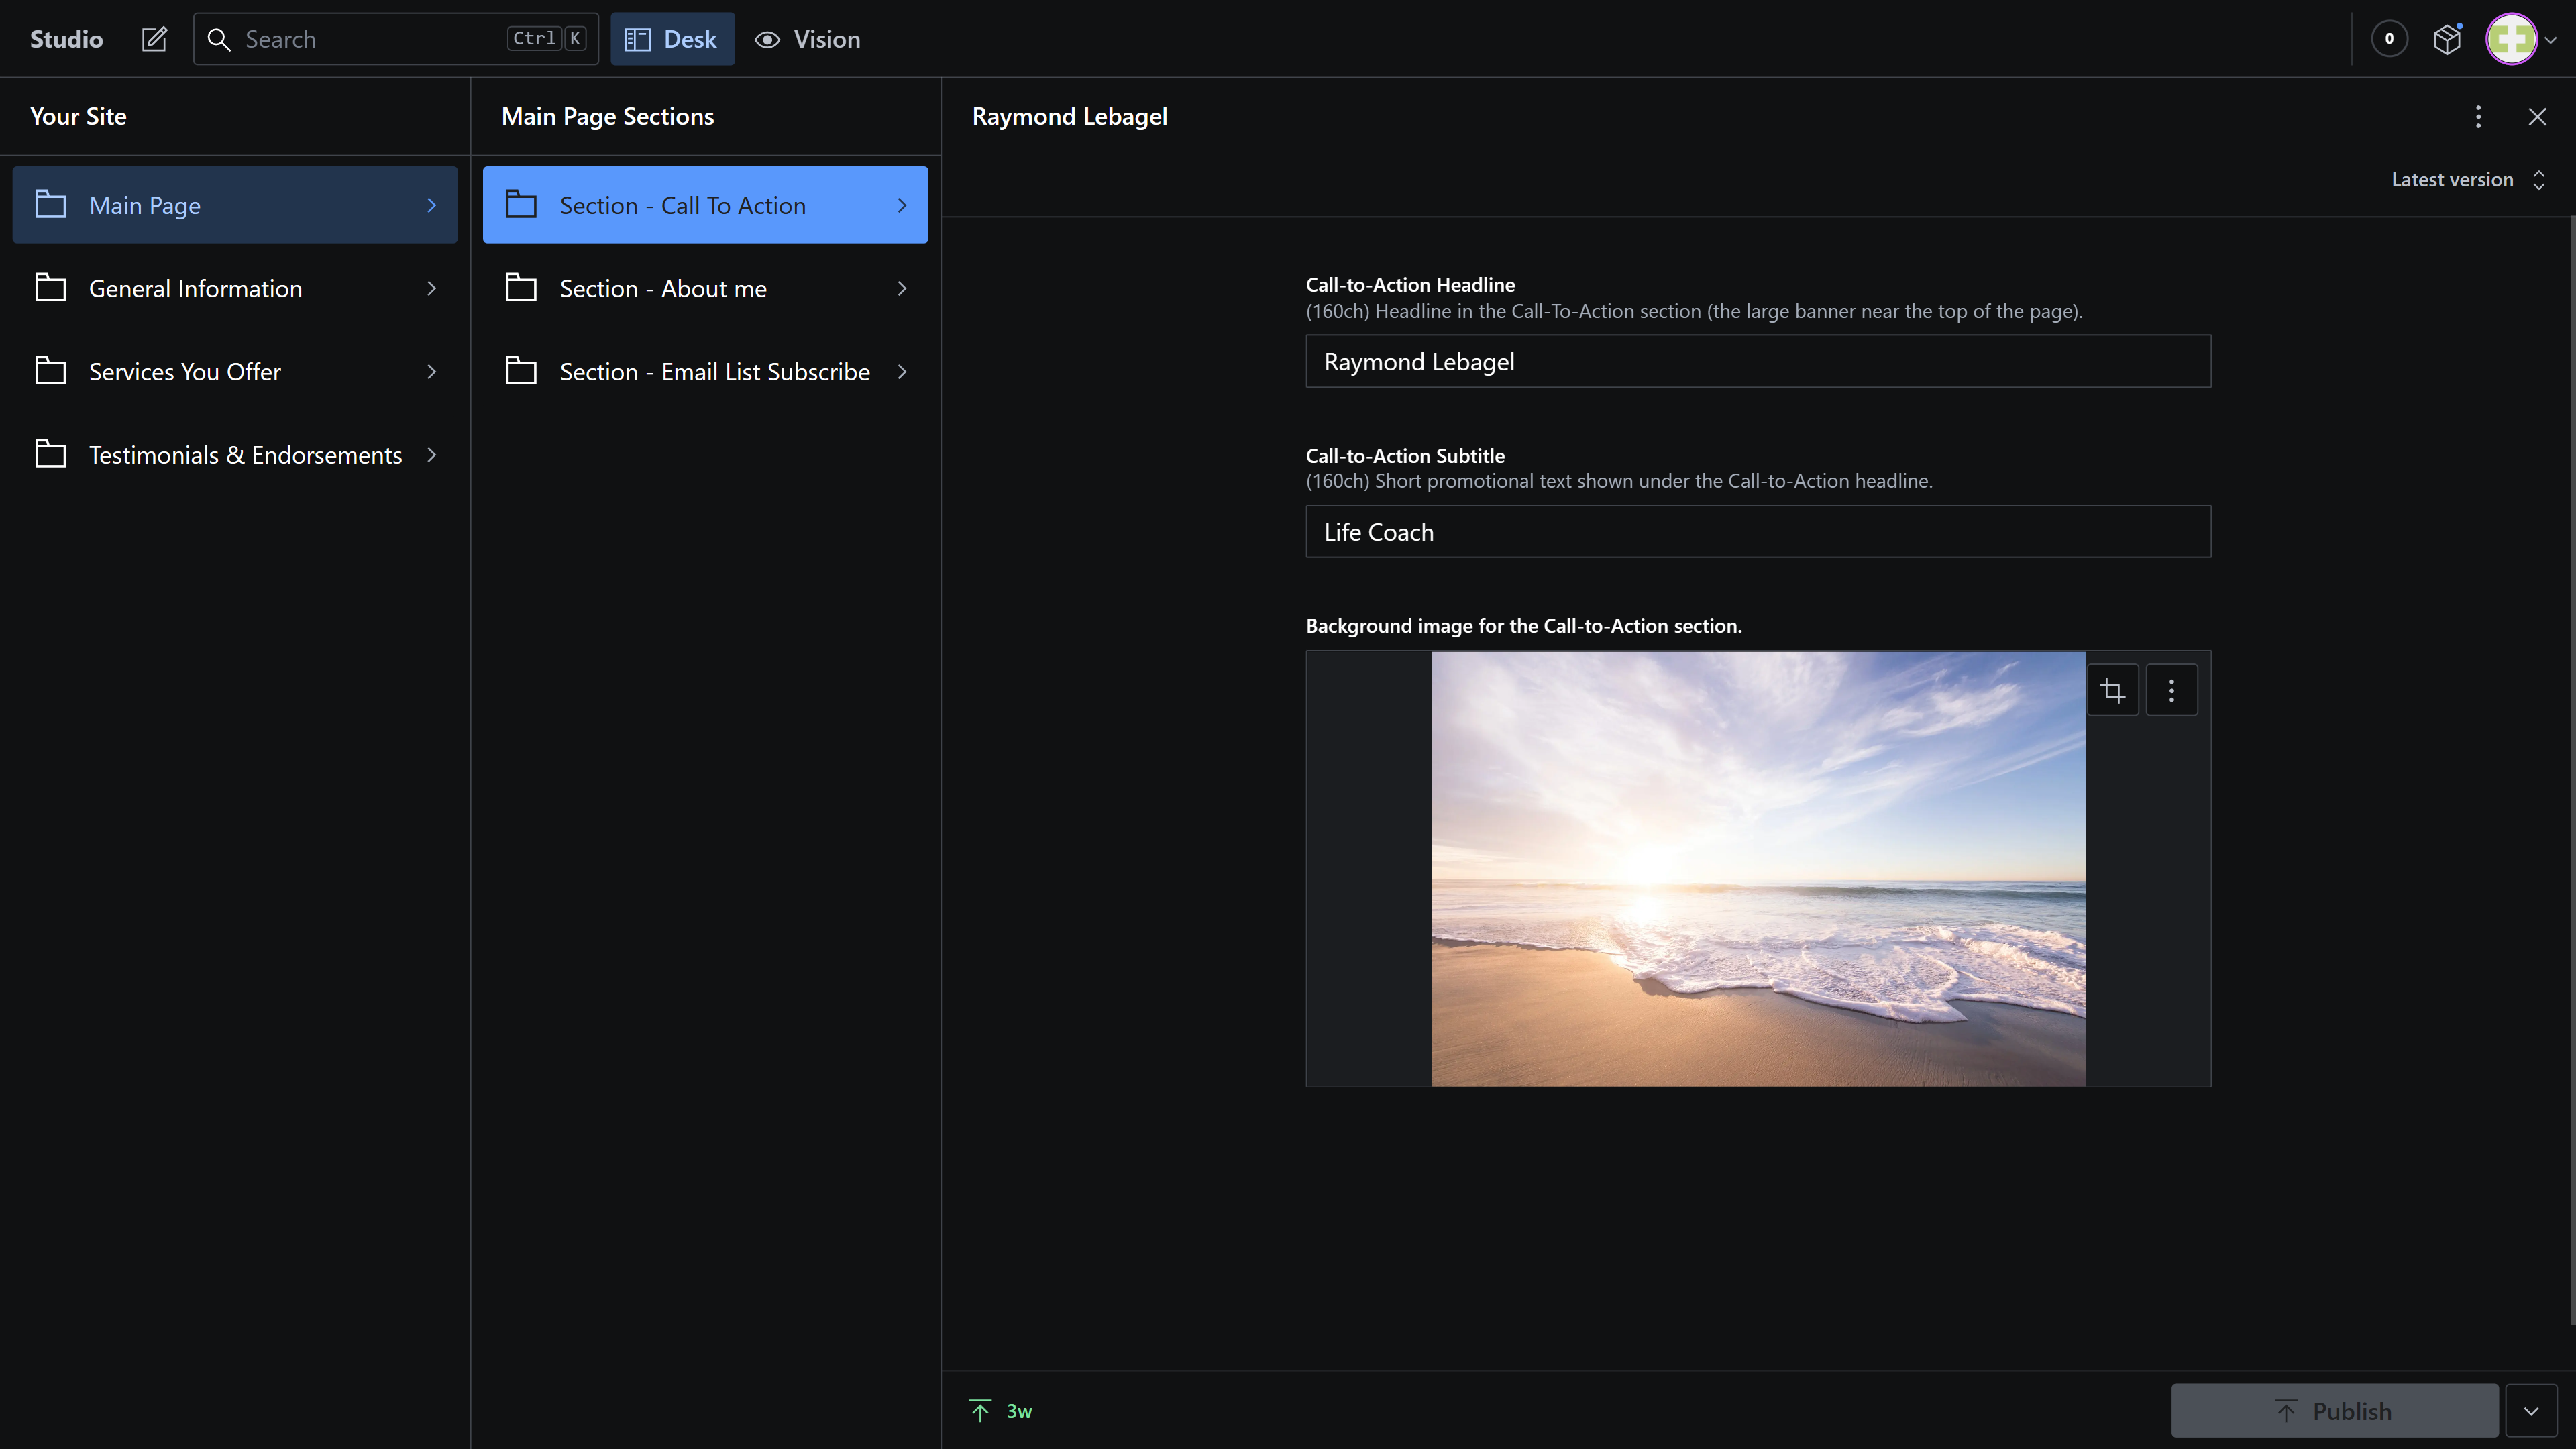 Studio
Search
Ctrl K
Desk
Vision
0
Your Site
Main Page
General Information
Services You Offer
Testimonials & Endorsements
Main Page Sections
Section - Call To Action
Section - About me
Section - Email List Subscribe
Raymond Lebagel
Latest version
Call-to-Action Headline
(160ch) Headline in the Call-To-Action section (the large banner near the top of the page).
Raymond Lebagel
Call-to-Action Subtitle
(160ch) Short promotional text shown under the Call-to-Action headline.
Life Coach
Background image for the Call-to-Action section.
3w
Publish